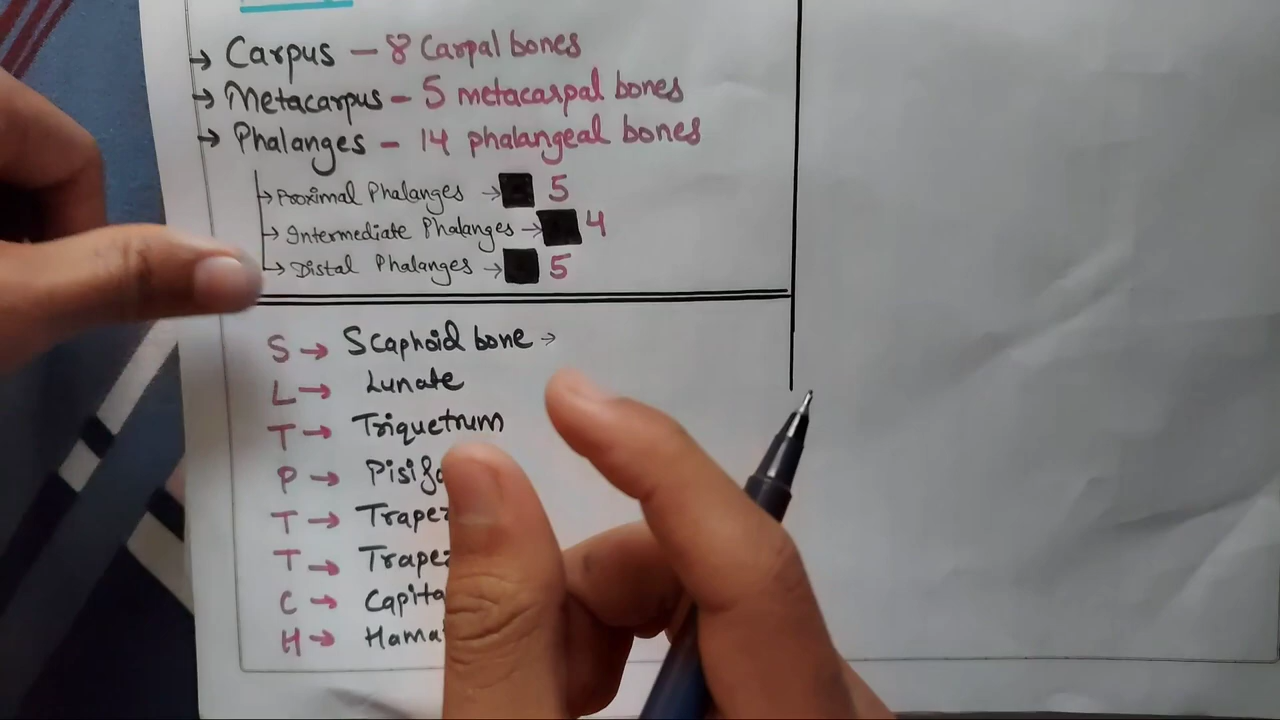 → Carpus - 8 Carpal bones
→ Metacarpus - 5 metacarpal bones
→ Phalanges - 14 phalangeal bones
→ Proximal Phalanges → 5
→ Intermediate Phalanges → 4
→ Distal Phalanges → 5
S → Scaphoid bone →
L → Lunate
T → Triquetrum
P →
T →
T →
C →
H →